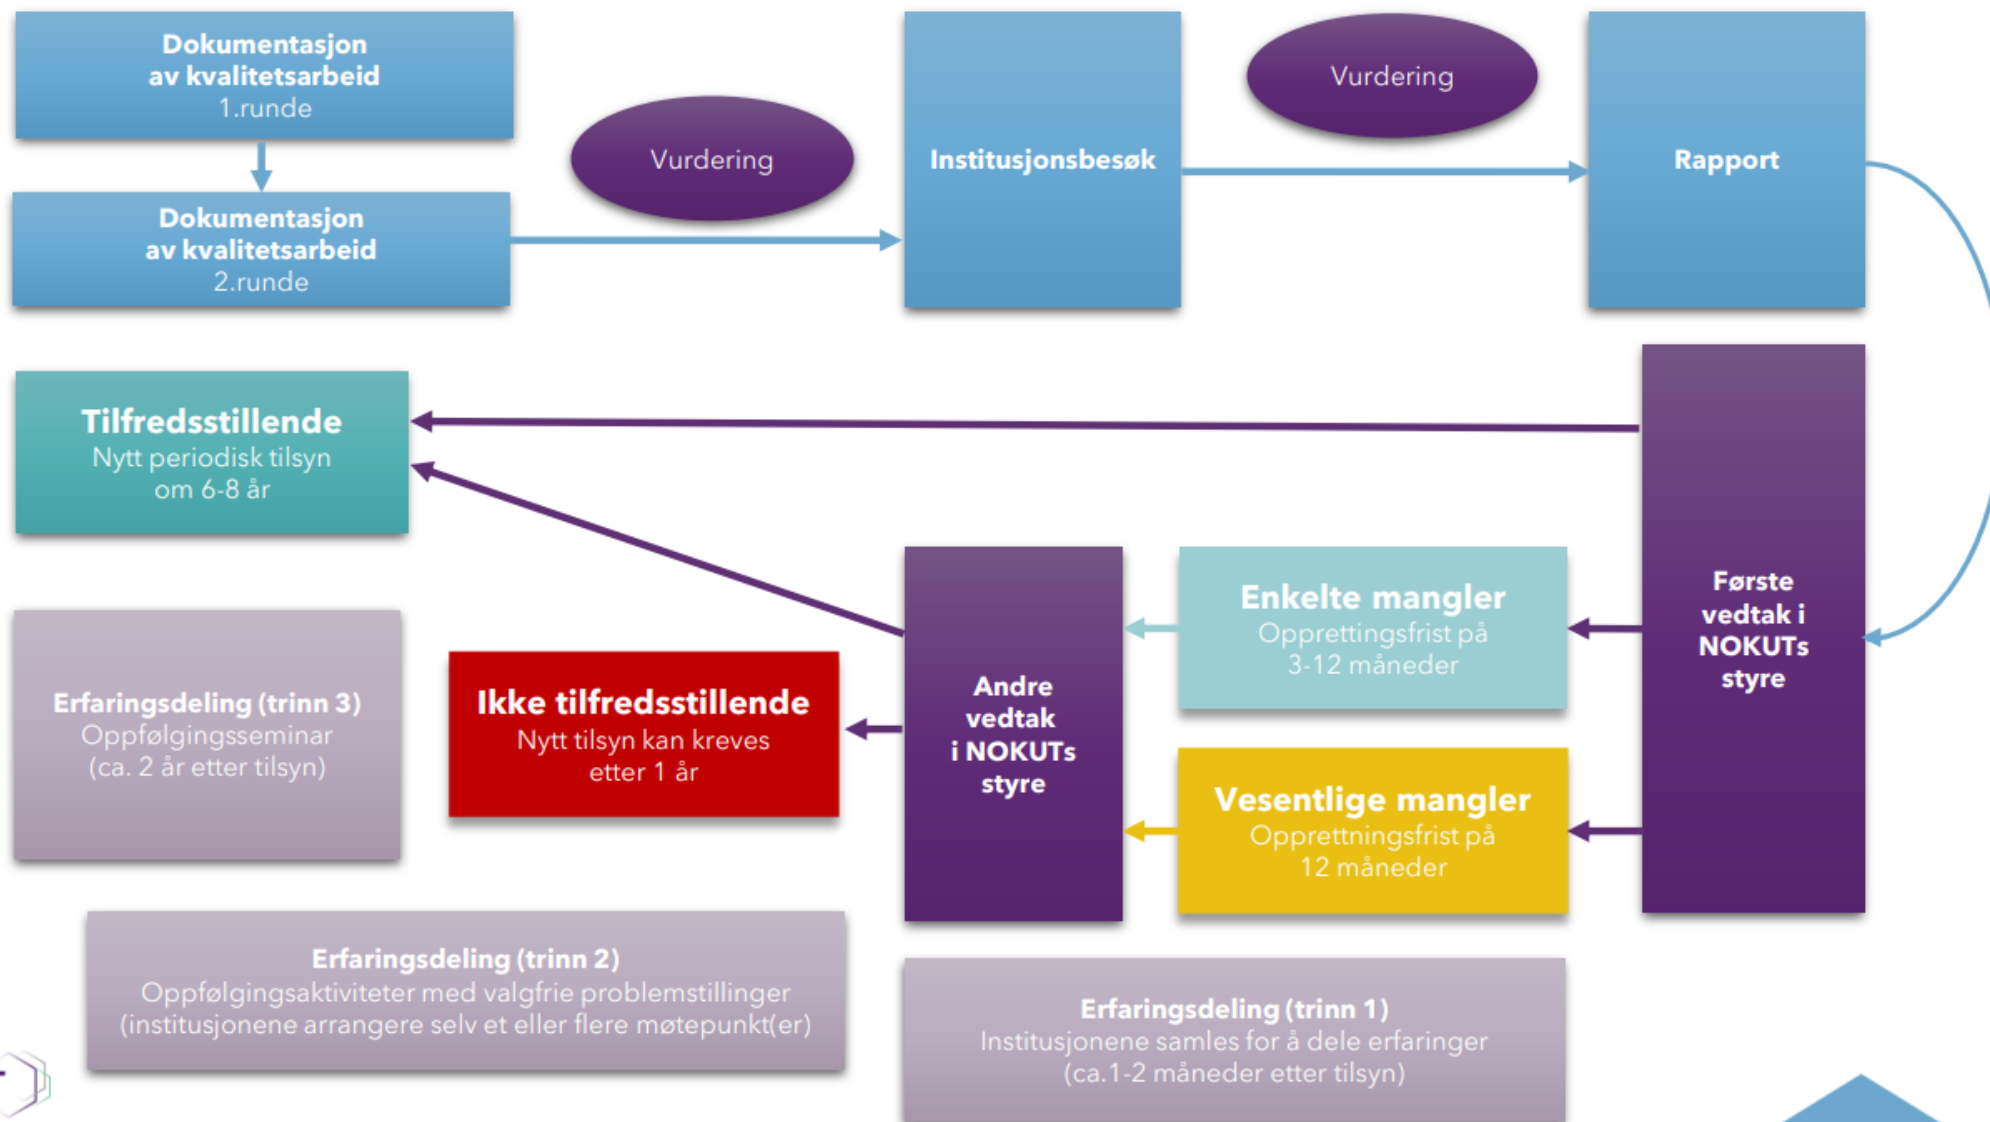 Dokumentasjon
av kvalitetsarbeid
1.runde
Vurdering
Dokumentasjon
av kvalitetsarbeid
2.runde
Vurdering
Institusjonsbesøk
Rapport
Tilfredsstillende
Nytt periodisk tilsyn
om 6-8 år
Første
vedtak i
NOKUTs
styre
Enkelte mangler
Opprettingsfrist på
3-12 måneder
Vesentlige mangler
Opprettningsfrist på
12 måneder
Andre
vedtak
i NOKUTs
styre
Ikke tilfredsstillende
Nytt tilsyn kan kreves
etter 1 år
Erfaringsdeling (trinn 3)
Oppfølgingsseminar
(ca. 2 år etter tilsyn)
Erfaringsdeling (trinn 2)
Oppfølgingsaktiviteter med valgfrie problemstillinger
(institusjonene arrangere selv et eller flere møtepunkt(er)
Erfaringsdeling (trinn 1)
Institusjonene samles for å dele erfaringer
(ca.1-2 måneder etter tilsyn)